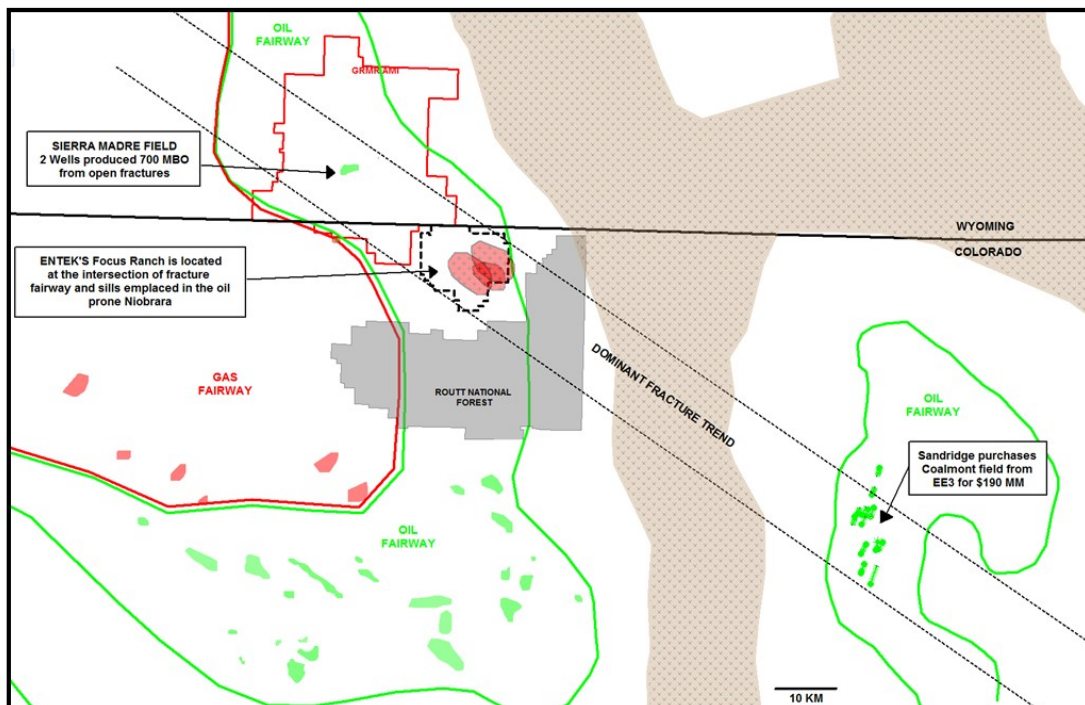 OIL
FAIRWAY
GRMR AMI
SIERRA MADRE FIELD
2 Wells produced 700 MBO
from open fractures
WYOMING
COLORADO
ENTEK'S Focus Ranch is located
at the intersection of fracture
fairway and sills emplaced in the oil
prone Niobrara
DOMINANT FRACTURE TREND
GAS
FAIRWAY
ROUTT NATIONAL
FOREST
OIL
FAIRWAY
Sandridge purchases
Coalmont field from
EE3 for $190 MM
OIL
FAIRWAY
10 KM